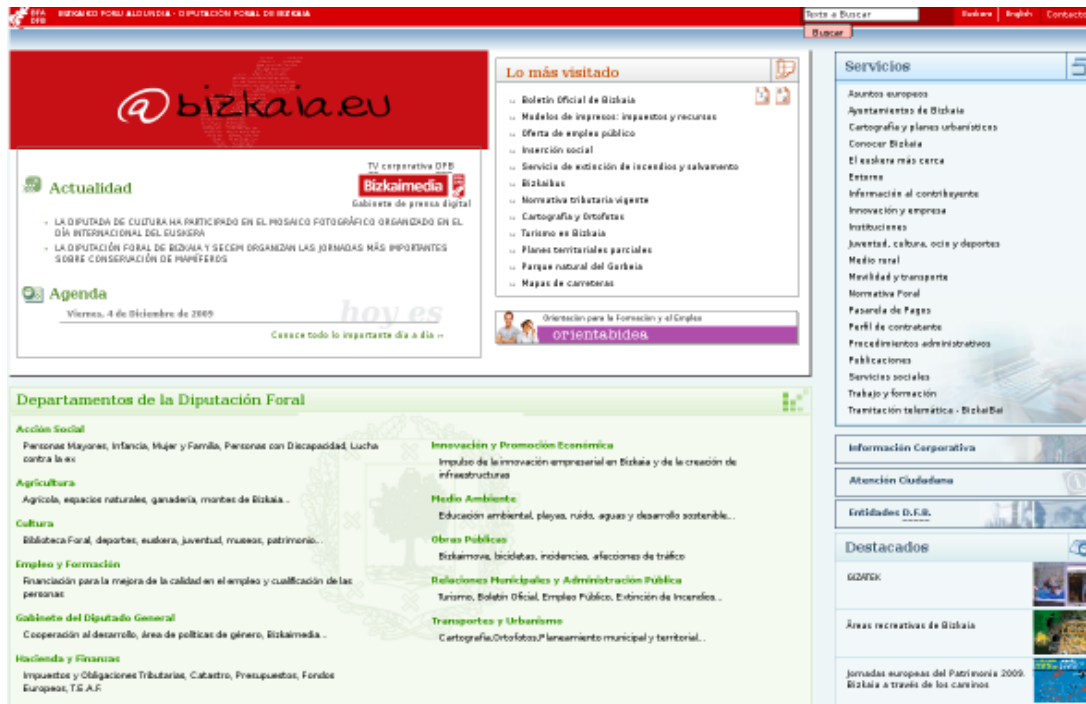 BFA
DFB
BIZKAIKO FORU ALDUNDIA - DIPUTACIÓN FORAL DE BIZKAIA
Texto a Buscar
Euskara
English
Contacto
Buscar
@bizkaia.eu
TV corporativa DFB
Bizkaimedia
Gabinete de prensa digital
Actualidad
LA DIPUTADA DE CULTURA HA PARTICIPADO EN EL MOSAICO FOTOGRÁFICO ORGANIZADO EN EL
DÍA INTERNACIONAL DEL EUSKERA
LA DIPUTACIÓN FORAL DE BIZKAIA Y SECEM ORGANIZAN LAS JORNADAS MÁS IMPORTANTES
SOBRE CONSERVACIÓN DE MAMÍFEROS
Agenda
hoy es
Viernes, 4 de Diciembre de 2009
Conoce todo lo importante día a día
Lo más visitado
Boletín Oficial de Bizkaia
Modelos de impresos: impuestos y recursos
Oferta de empleo público
Inserción social
Servicio de extinción de incendios y salvamento
Bizkaibus
Normativa tributaria vigente
Cartografía y Ortofotos
Turismo en Bizkaia
Planes territoriales parciales
Parque natural del Gorbeia
Mapas de carreteras
Orientación para la Formación y el Empleo
orientabidea
Servicios
Asuntos europeos
Ayuntamientos de Bizkaia
Cartografía y planes urbanísticos
Conocer Bizkaia
El euskera más cerca
Entorno
Información al contribuyente
Innovación y empresa
Instituciones
Juventud, cultura, ocio y deportes
Medio rural
Movilidad y transporte
Normativa Foral
Pasarela de Pagos
Perfil de contratante
Procedimientos administrativos
Publicaciones
Servicios sociales
Trabajo y formación
Tramitación telemática - BizkaiBai
Información Corporativa
Atención Ciudadana
Entidades D.F.B.
Destacados
GIZATEK
Áreas recreativas de Bizkaia
Jornadas europeas del Patrimonio 2009.
Bizkaia a través de los caminos
Departamentos de la Diputación Foral
Acción Social
Personas Mayores, Infancia, Mujer y Familia, Personas con Discapacidad, Lucha
contra la ex
Agricultura
Agrícola, espacios naturales, ganadería, montes de Bizkaia...
Cultura
Biblioteca Foral, deportes, euskera, juventud, museos, patrimonio...
Empleo y Formación
Financiación para la mejora de la calidad en el empleo y cualificación de las
personas
Gabinete del Diputado General
Cooperación al desarrollo, área de políticas de género, Bizkaimedia...
Hacienda y Finanzas
Impuestos y Obligaciones Tributarias, Catastro, Presupuestos, Fondos
Europeos, T.E.A.F.
Innovación y Promoción Económica
Impulso de la innovación empresarial en Bizkaia y de la creación de
infraestructuras
Medio Ambiente
Educación ambiental, playas, ruido, aguas y desarrollo sostenible...
Obras Públicas
Bizkaimove, bicicletas, incidencias, afecciones de tráfico
Relaciones Municipales y Administración Pública
Turismo, Boletín Oficial, Empleo Público, Extinción de Incendios...
Transportes y Urbanismo
Cartografia,Ortofotos,Planeamiento municipal y territorial...